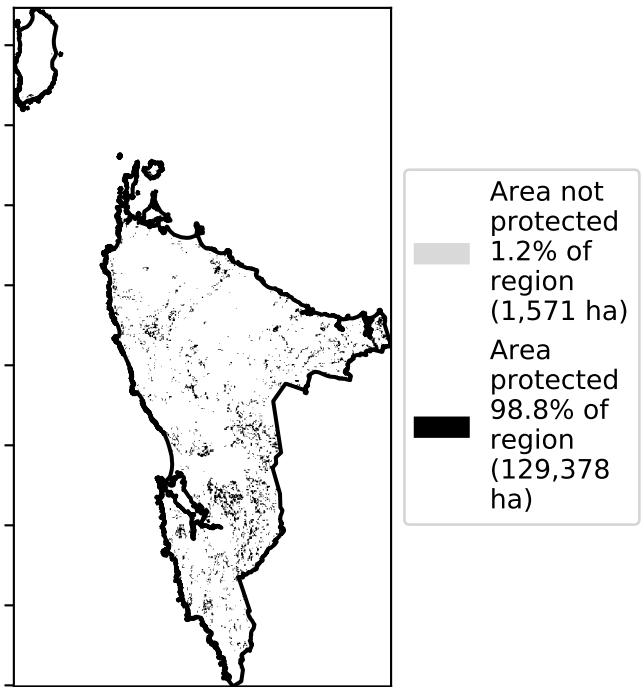 Area not
protected
1.2% of
region
(1,571 ha)
Area
protected
98.8% of
region
(129,378
ha)